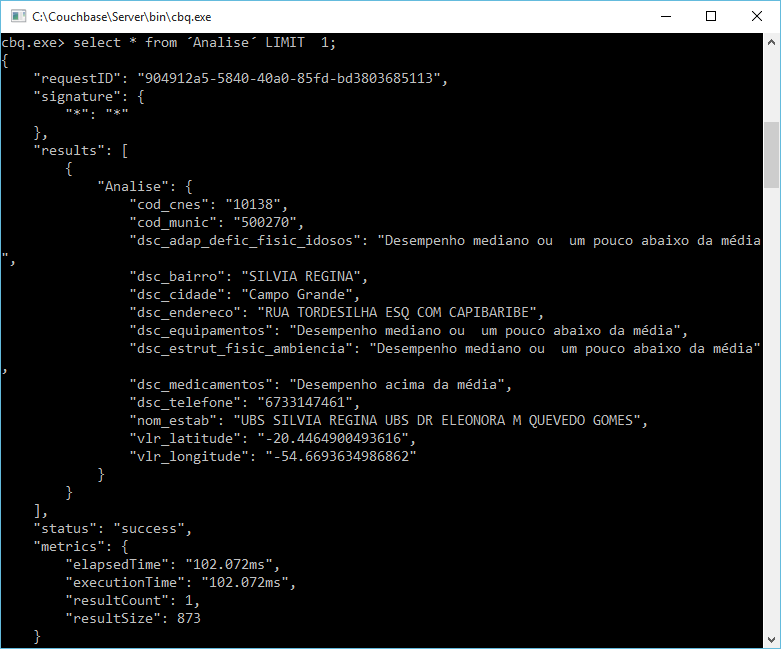 C:\Couchbase\Server\bin\cbq.exe
cbq.exe> select * from ´Analise´ LIMIT  1;
{
    "requestID": "904912a5-5840-40a0-85fd-bd3803685113",
    "signature": {
        "*": "*"
    },
    "results": [
        {
            "Analise": {
                "cod_cnes": "10138",
                "cod_munic": "500270",
                "dsc_adap_defic_fisic_idosos": "Desempenho mediano ou  um pouco abaixo da média
",
                "dsc_bairro": "SILVIA REGINA",
                "dsc_cidade": "Campo Grande",
                "dsc_endereco": "RUA TORDESILHA ESQ COM CAPIBARIBE",
                "dsc_equipamentos": "Desempenho mediano ou  um pouco abaixo da média",
                "dsc_estrut_fisic_ambiencia": "Desempenho mediano ou  um pouco abaixo da média"
,
                "dsc_medicamentos": "Desempenho acima da média",
                "dsc_telefone": "6733147461",
                "nom_estab": "UBS SILVIA REGINA UBS DR ELEONORA M QUEVEDO GOMES",
                "vlr_latitude": "-20.4464900493616",
                "vlr_longitude": "-54.6693634986862"
            }
        }
    ],
    "status": "success",
    "metrics": {
        "elapsedTime": "102.072ms",
        "executionTime": "102.072ms",
        "resultCount": 1,
        "resultSize": 873
    }